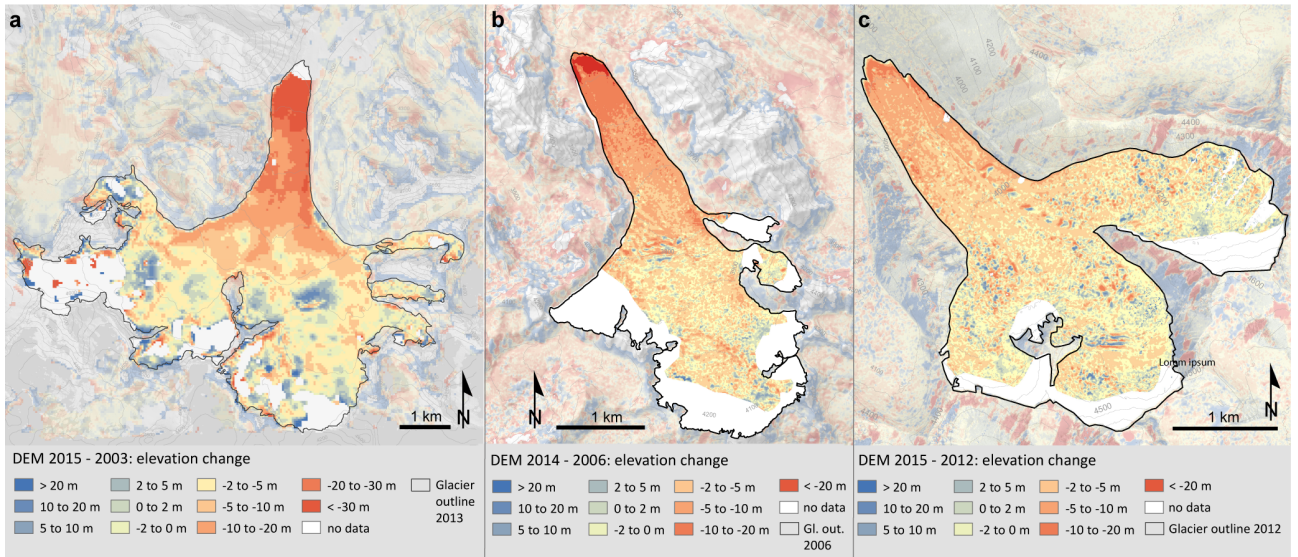 a
b
c
4200
4100
4000
4400
4300
4200
4100
4500
Lorem ipsum
1 km
N
1 km
N
1 km
N
DEM 2015 - 2003: elevation change
> 20 m
2 to 5 m
-2 to -5 m
-20 to -30 m
Glacier
outline
2013
10 to 20 m
0 to 2 m
-5 to -10 m
< -30 m
5 to 10 m
-2 to 0 m
-10 to -20 m
no data
DEM 2014 - 2006: elevation change
> 20 m
2 to 5 m
-2 to -5 m
< -20 m
10 to 20 m
0 to 2 m
-5 to -10 m
no data
5 to 10 m
-2 to 0 m
-10 to -20 m
Gl. out.
2006
DEM 2015 - 2012: elevation change
> 20 m
2 to 5 m
-2 to -5 m
< -20 m
10 to 20 m
0 to 2 m
-5 to -10 m
no data
5 to 10 m
-2 to 0 m
-10 to -20 m
Glacier outline 2012